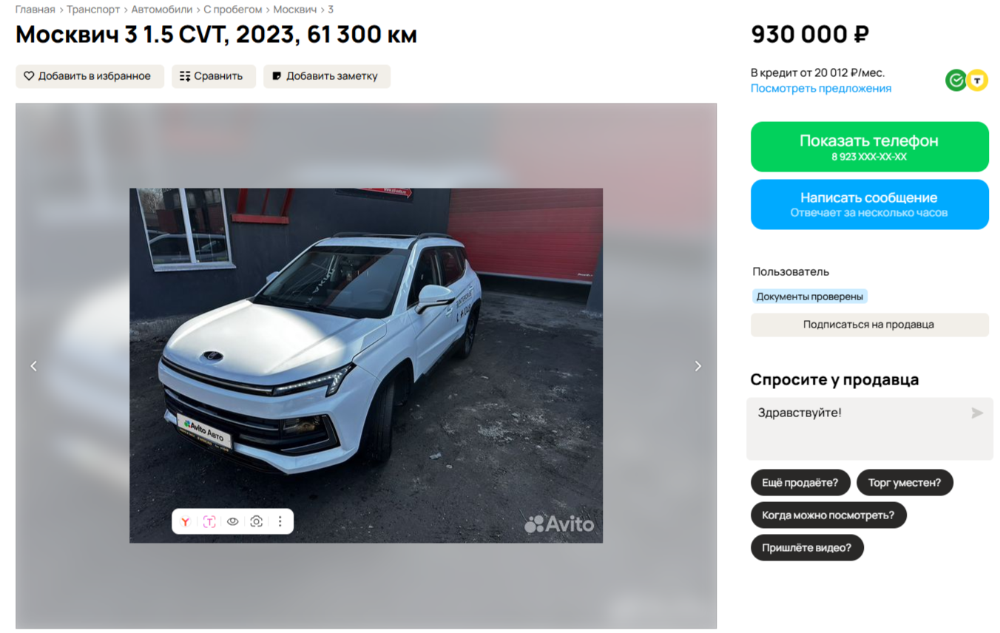 Главная > Транспорт > Автомобили > С пробегом > Москвич > 3
Москвич 3 1.5 CVT, 2023, 61 300 км
Добавить в избранное
Сравнить
Добавить заметку
Avito Авто
Avito
930 000 ₽
В кредит от 20 012 ₽/мес.
Посмотреть предложения
Показать телефон
8 923 XXX-XX-XX
Написать сообщение
Отвечает за несколько часов
Пользователь
Документы проверены
Подписаться на продавца
Спросите у продавца
Здравствуйте!
Ещё продаёте?
Торг уместен?
Когда можно посмотреть?
Пришлёте видео?